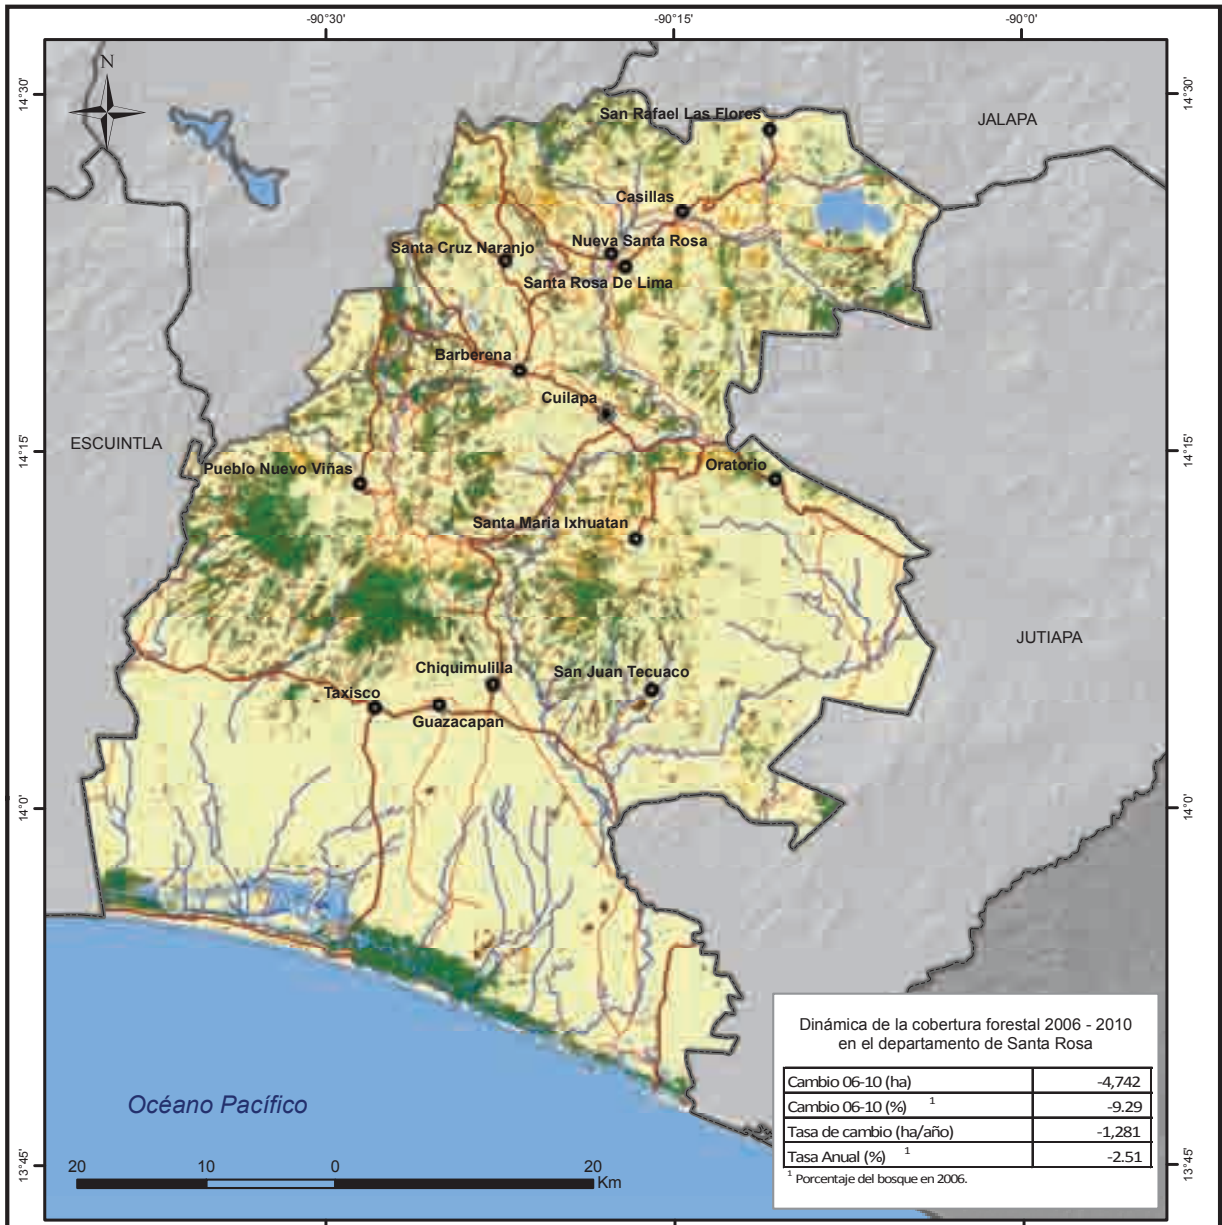 -90°30'
-90°15'
-90°0'
14°30'
14°30'
N
San Rafael Las Flores
JALAPA
Casillas
Nueva Santa Rosa
Santa Cruz Naranjo
Santa Rosa De Lima
Barberena
Cuilapa
ESCUINTLA
14°15'
14°15'
Pueblo Nuevo Viñas
Oratorio
Santa Maria Ixhuatan
JUTIAPA
Chiquimulilla
San Juan Tecuaco
Taxisco
Guazacapan
14°0'
14°0'
Océano Pacífico
Dinámica de la cobertura forestal 2006 - 2010
en el departamento de Santa Rosa
Cambio 06-10 (ha) -4,742
Cambio 06-10 (%) 1 -9.29
Tasa de cambio (ha/año) -1,281
Tasa Anual (%) 1 -2.51
1 Porcentaje del bosque en 2006.
13°45'
13°45'
20 10 0 20
Km